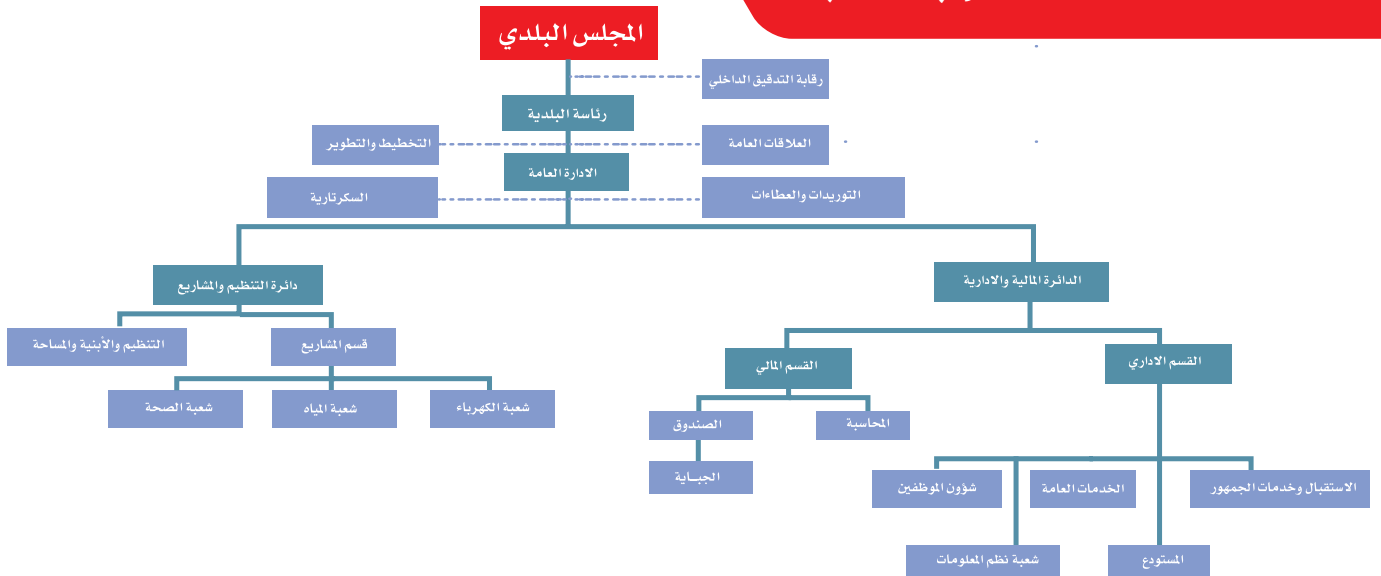 المجلس البلدي
رقابة التدقيق الداخلي
رئاسة البلدية
العلاقات العامة
التخطيط والتطوير
الادارة العامة
التوريدات والعطاءات
السكرتارية
الدائرة المالية والادارية
دائرة التنظيم والمشاريع
القسم الاداري
القسم المالي
قسم المشاريع
التنظيم والأبنية والمساحة
شعبة الكهرباء
شعبة المياه
شعبة الصحة
المحاسبة
الصندوق
الجبـــاية
الاستقبال وخدمات الجمهور
الخدمات العامة
شؤون الموظفين
المستودع
شعبة نظم المعلومات